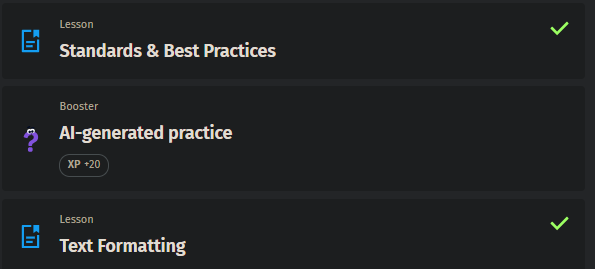 Lesson
Standards & Best Practices
Booster
AI-generated practice
XP +20
Lesson
Text Formatting